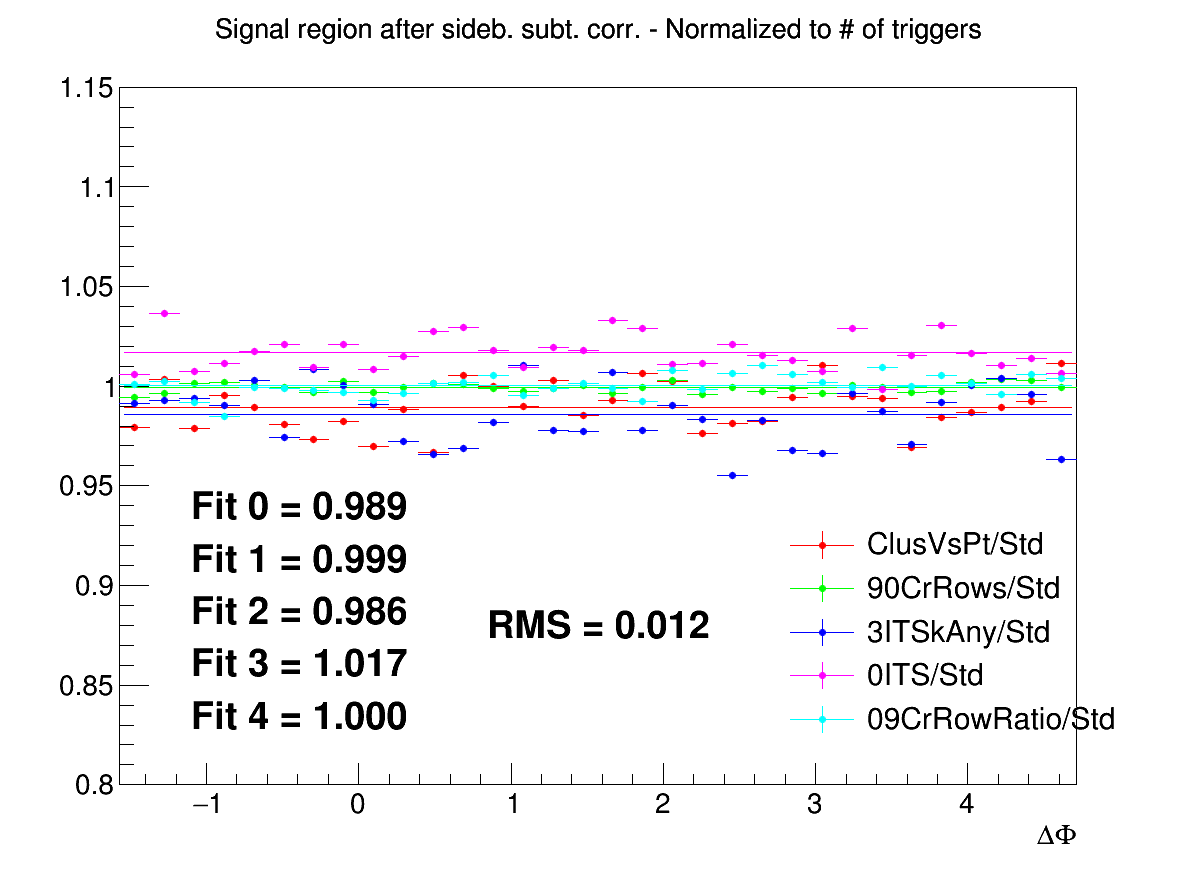 Signal region after sideb. subt. corr. - Normalized to # of triggers
1.15
1.1
1.05
1
0.95
0.9
0.85
0.8
Fit 0 = 0.989
Fit 1 = 0.999
Fit 2 = 0.986
Fit 3 = 1.017
Fit 4 = 1.000
RMS = 0.012
ClusVsPt/Std
90CrRows/Std
3ITSkAny/Std
0ITS/Std
09CrRowRatio/Std
−1 0 1 2 3 4
ΔΦ